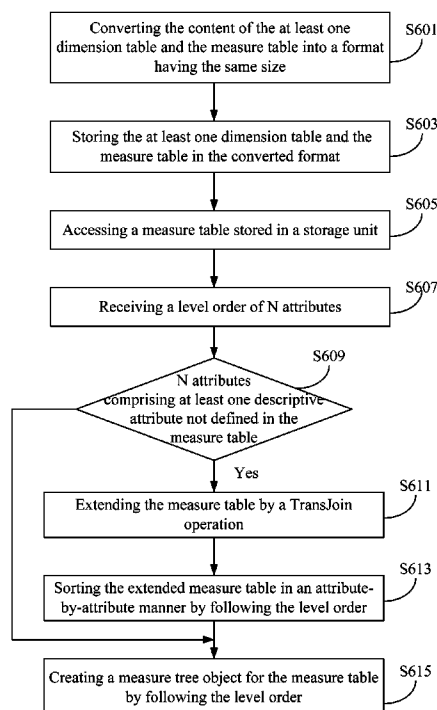 Converting the content of the at least one
dimension table and the measure table into a format
having the same size
S601
Storing the at least one dimension table and the
measure table in the converted format
S603
Accessing a measure table stored in a storage unit
S605
Receiving a level order of N attributes
S607
N attributes
comprising at least one descriptive
attribute not defined in the
measure table
S609
Yes
Extending the measure table by a TransJoin
operation
S611
Sorting the extended measure table in an attribute-
by-attribute manner by following the level order
S613
Creating a measure tree object for the measure table
by following the level order
S615